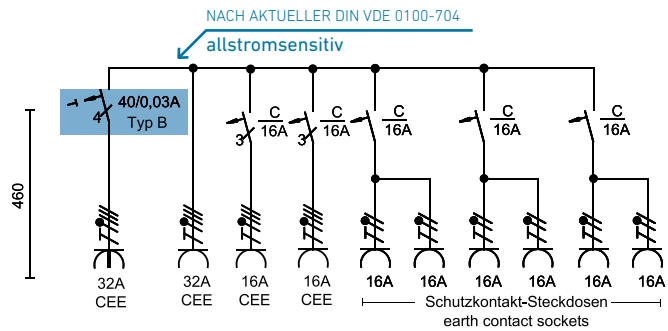 NACH AKTUELLER DIN VDE 0100-704
allstromsensitiv
40/0,03A
4
Typ B
C
16A
3
C
16A
3
C
16A
C
16A
C
16A
460
32A
CEE
32A
CEE
16A
CEE
16A
CEE
16A 16A 16A 16A 16A 16A
Schutzkontakt-Steckdosen
earth contact sockets